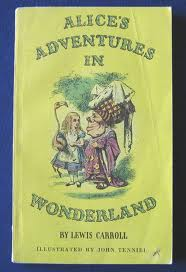 ALICE'S
ADVENTURES
IN
BY LEWIS CARROLL
WONDERLAND
ILLUSTRATED BY JOHN TENNIEL